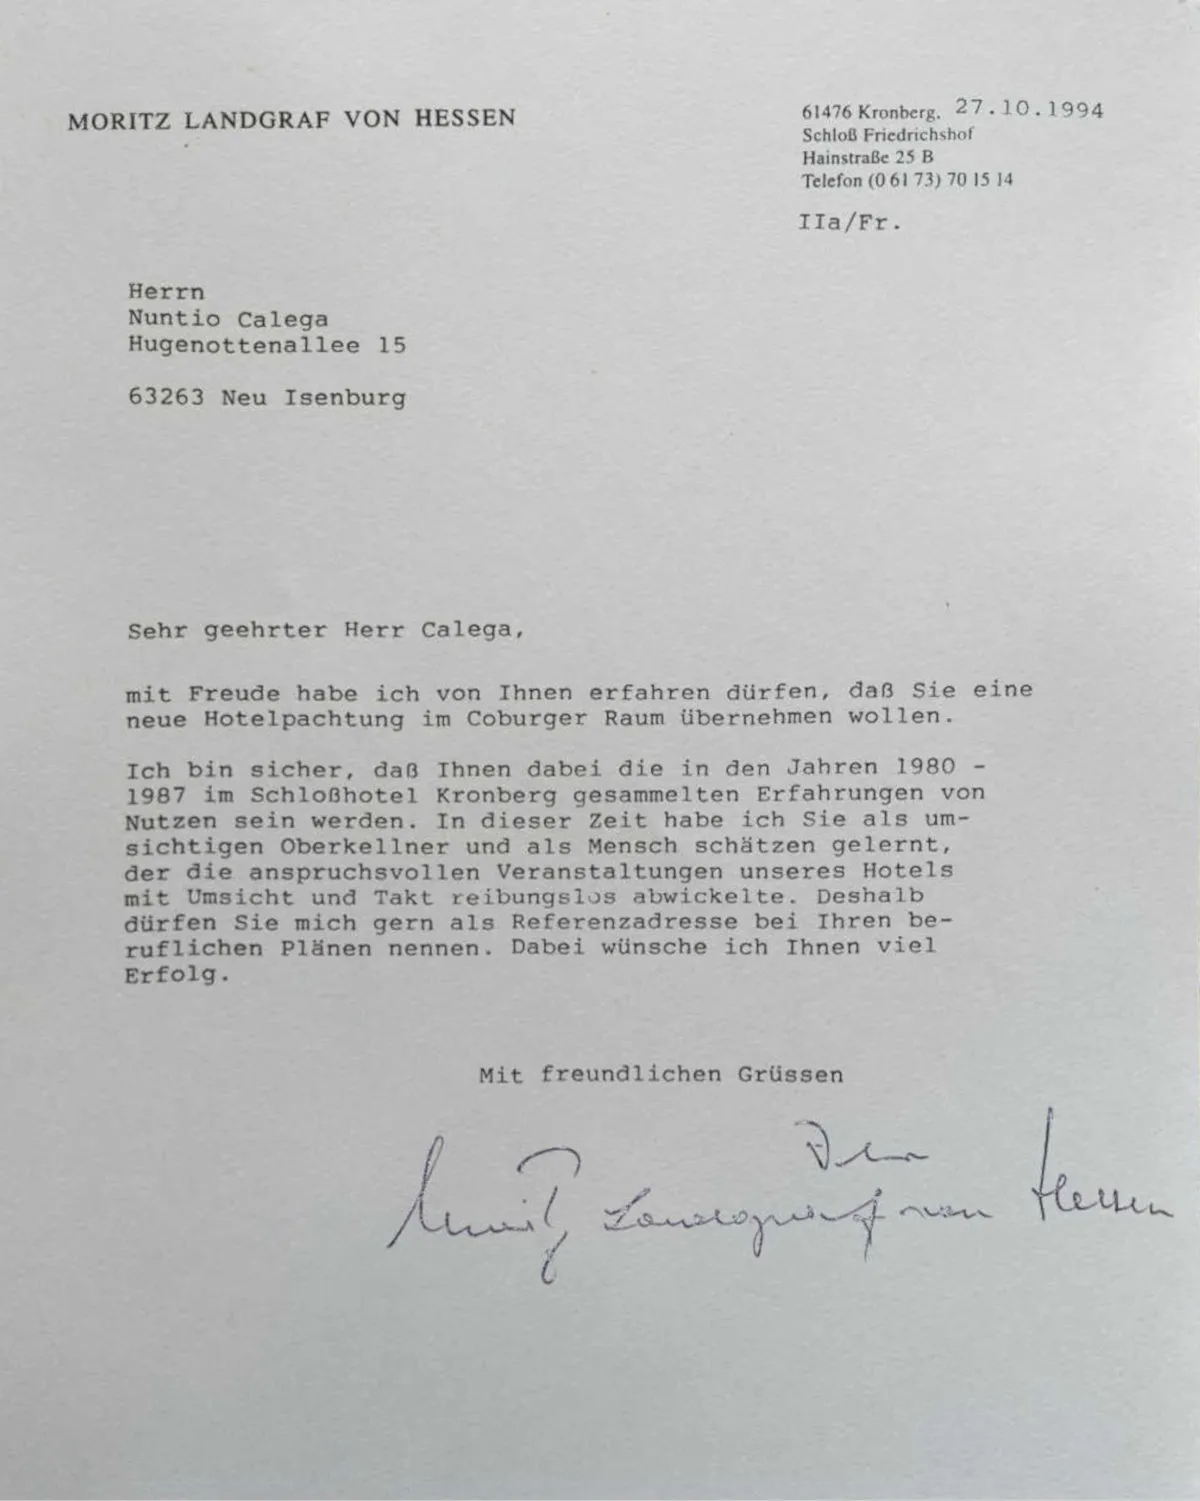 MORITZ LANDGRAF VON HESSEN
61476 Kronberg, 27.10.1994
Schloß Friedrichshof
Hainstraße 25 B
Telefon (0 61 73) 70 15 14
IIa/Fr.
Herrn
Nuntio Calega
Hugenottenallee 15
63263 Neu Isenburg
Sehr geehrter Herr Calega,
mit Freude habe ich von Ihnen erfahren dürfen, daß Sie eine
neue Hotelpachtung im Coburger Raum übernehmen wollen.
Ich bin sicher, daß Ihnen dabei die in den Jahren 1980 -
1987 im Schloßhotel Kronberg gesammelten Erfahrungen von
Nutzen sein werden. In dieser Zeit habe ich Sie als um-
sichtigen Oberkellner und als Mensch schätzen gelernt,
der die anspruchsvollen Veranstaltungen unseres Hotels
mit Umsicht und Takt reibungslos abwickelte. Deshalb
dürfen Sie mich gern als Referenzadresse bei Ihren be-
ruflichen Plänen nennen. Dabei wünsche ich Ihnen viel
Erfolg.
Mit freundlichen Grüssen
Ihr
Moritz Landgraf von Hessen